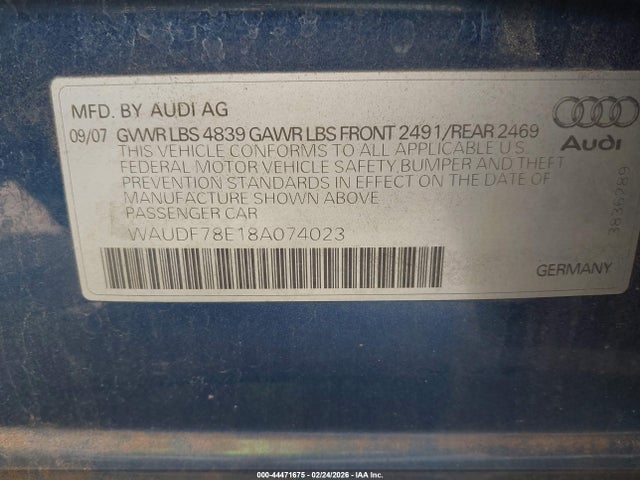 MFD. BY AUDI AG
09/07 GVWR LBS 4839 GAWR LBS FRONT 2491/REAR 2469
THIS VEHICLE CONFORMS TO ALL APPLICABLE U.S.
FEDERAL MOTOR VEHICLE SAFETY, BUMPER AND THEFT
PREVENTION STANDARDS IN EFFECT ON THE DATE OF
MANUFACTURE SHOWN ABOVE
PASSENGER CAR
WAUDF78E18A074023
Audi
3936289
GERMANY
000-44471675 - 02/24/2026 - IAA Inc.